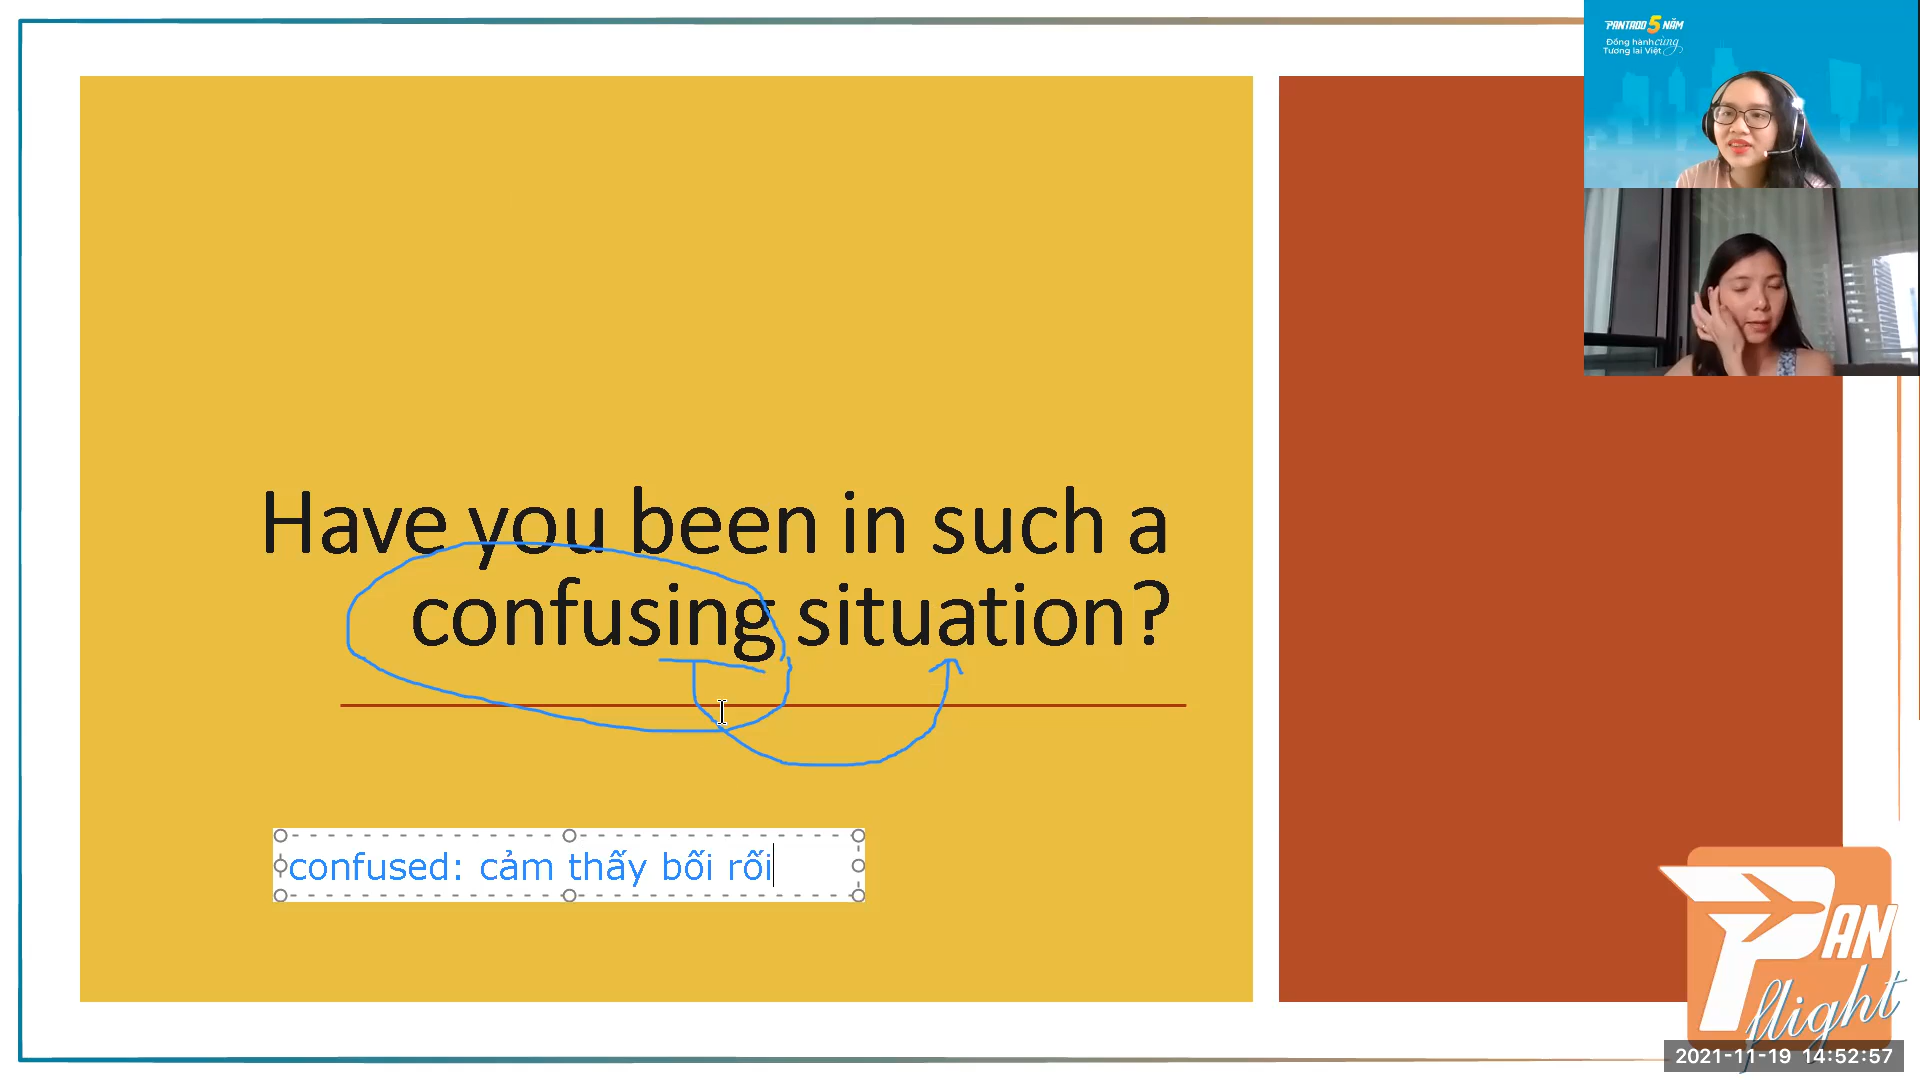 PANTADO 5 NĂM
Đồng hành cùng
Tương lai Việt
Have you been in such a
confusing situation?
confused: cảm thấy bối rối
PAN
flight
2021-11-19 14:52:57